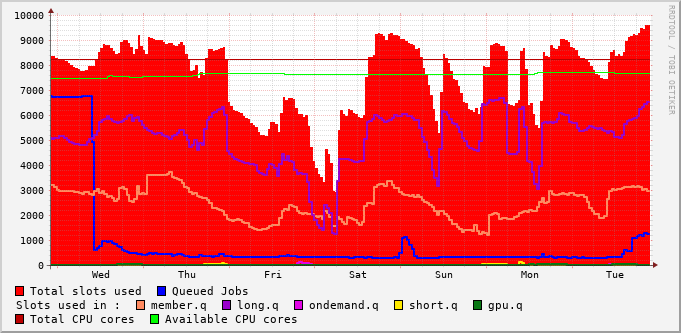 RRDTOOL / TOBI OETIKER
10000
9000
8000
7000
6000
5000
4000
3000
2000
1000
0
Wed Thu Fri Sat Sun Mon Tue
Total slots used Queued Jobs
Slots used in : member.q long.q ondemand.q short.q gpu.q
Total CPU cores Available CPU cores